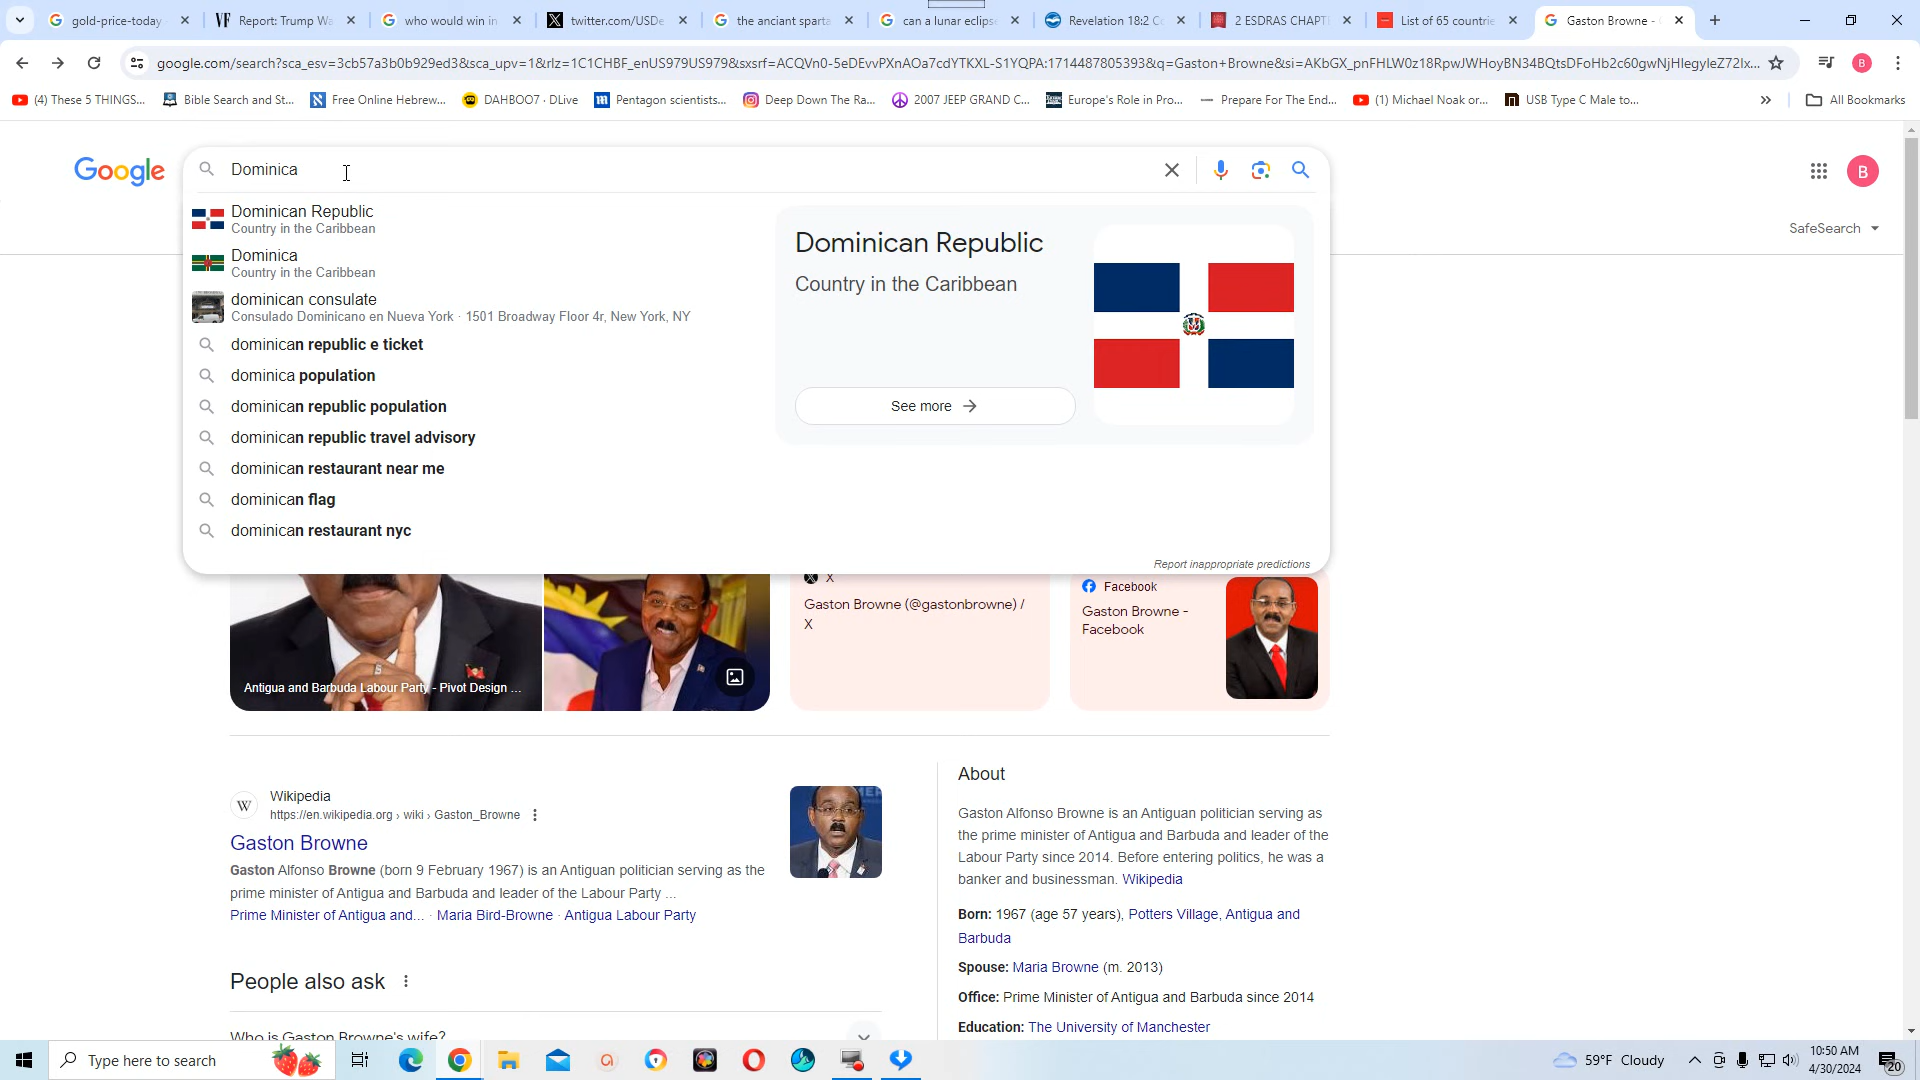 gold-price-today
Report: Trump Wa
who would win in
twitter.com/USDe
the anciant sparta
can a lunar eclips
Revelation 18:2 Co
2 ESDRAS CHAPT
List of 65 countrie
Gaston Browne -
google.com/search?sca_esv=3cb57a3b0b929ed3&sca_upv=1&rlz=1C1CHBF_enUS979US979&sxsrf=ACQVn0-5eDEvvPXnAOa7cdYTKXL-S1YQPA:1714487805393&q=Gaston+Browne&si=AKbGX_pnFHLW0z18RpwJWHoyBN34BQtsDFoHb2c60gwNjHIegyleZ72lx...
B
(4) These 5 THINGS...
Bible Search and St...
Free Online Hebrew...
DAHBOO7 · DLive
Pentagon scientists...
Deep Down The Ra...
2007 JEEP GRAND C...
Europe's Role in Pro...
Prepare For The End...
(1) Michael Noak or...
USB Type C Male to...
»
All Bookmarks
Google
Dominica
B
SafeSearch
Dominican Republic
Country in the Caribbean
Dominica
Country in the Caribbean
dominican consulate
Consulado Dominicano en Nueva York · 1501 Broadway Floor 4r, New York, NY
dominican republic e ticket
dominica population
dominican republic population
dominican republic travel advisory
dominican restaurant near me
dominican flag
dominican restaurant nyc
Dominican Republic
Country in the Caribbean
See more
Report inappropriate predictions
Antigua and Barbuda Labour Party - Pivot Design ...
X
Gaston Browne (@gastonbrowne) /
X
Facebook
Gaston Browne -
Facebook
W
Wikipedia
https://en.wikipedia.org › wiki › Gaston_Browne
Gaston Browne
Gaston Alfonso Browne (born 9 February 1967) is an Antiguan politician serving as the
prime minister of Antigua and Barbuda and leader of the Labour Party ...
Prime Minister of Antigua and... · Maria Bird-Browne · Antigua Labour Party
People also ask
Who is Gaston Browne's wife?
About
Gaston Alfonso Browne is an Antiguan politician serving as
the prime minister of Antigua and Barbuda and leader of the
Labour Party since 2014. Before entering politics, he was a
banker and businessman. Wikipedia
Born: 1967 (age 57 years), Potters Village, Antigua and
Barbuda
Spouse: Maria Browne (m. 2013)
Office: Prime Minister of Antigua and Barbuda since 2014
Education: The University of Manchester
Type here to search
59°F Cloudy
10:50 AM
4/30/2024
20